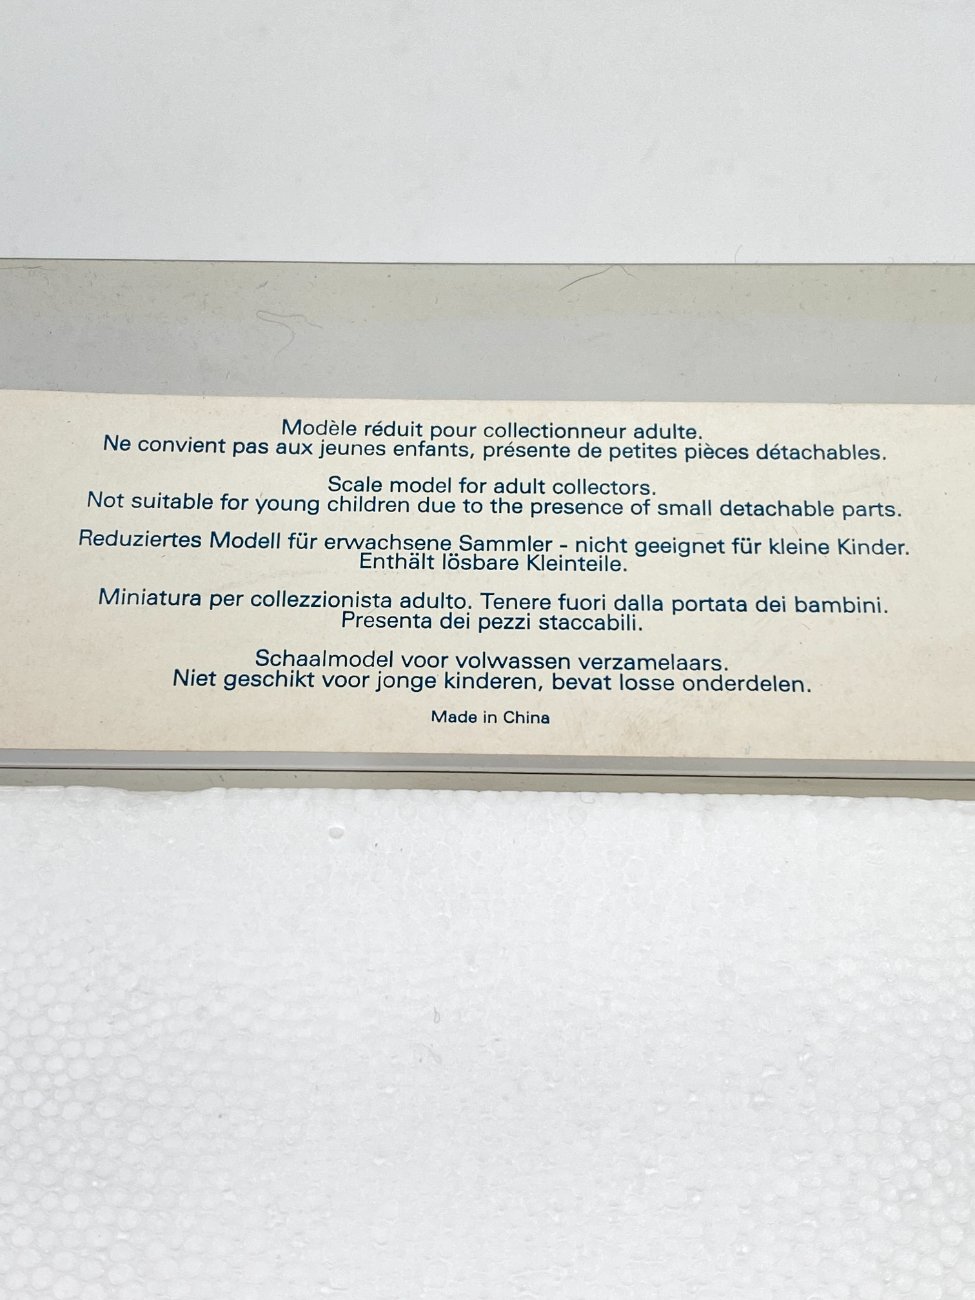 Modèle réduit pour collectionneur adulte.
Ne convient pas aux jeunes enfants, présente de petites pièces détachables.
Scale model for adult collectors.
Not suitable for young children due to the presence of small detachable parts.
Reduziertes Modell für erwachsene Sammler - nicht geeignet für kleine Kinder.
Enthält lösbare Kleinteile.
Miniatura per collezzionista adulto. Tenere fuori dalla portata dei bambini.
Presenta dei pezzi staccabili.
Schaalmodel voor volwassen verzamelaars.
Niet geschikt voor jonge kinderen, bevat losse onderdelen.
Made in China